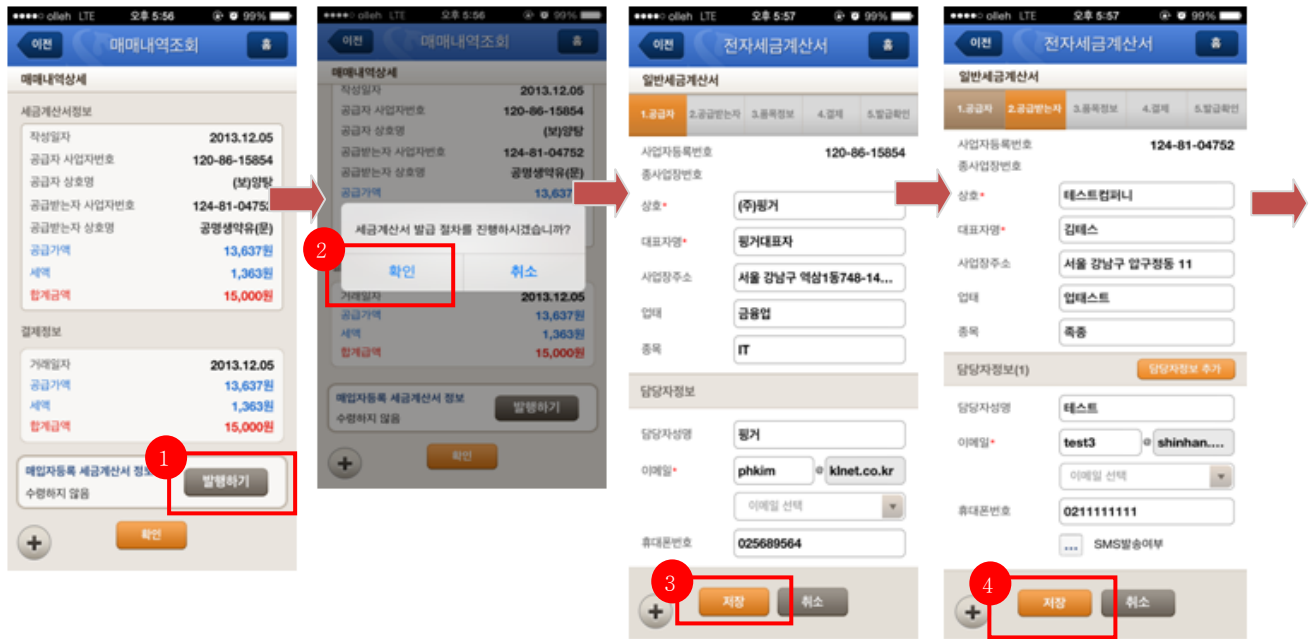 olleh LTE 오후 5:56 99%
이전 매매내역조회 홈
매매내역상세
세금계산서정보
작성일자 2013.12.05
공급자 사업자번호 120-86-15854
공급자 상호명 (보)양탕
공급받는자 사업자번호 124-81-0475
공급받는자 상호명 공명생약유(문)
공급가액 13,637원
세액 1,363원
합계금액 15,000원
결제정보
거래일자 2013.12.05
공급가액 13,637원
세액 1,363원
합계금액 15,000원
1
매입자등록 세금계산서 정보
수령하지 않음
발행하기
확인
olleh LTE 오후 5:56 99%
이전 매매내역조회 홈
매매내역상세
작성일자 2013.12.05
공급자 사업자번호 120-86-15854
공급자 상호명 (보)양탕
공급받는자 사업자번호 124-81-04752
공급받는자 상호명 공명생약유(문)
공급가액 13,637
세금계산서 발급 절차를 진행하시겠습니까?
2
확인 취소
거래일자 2013.12.05
공급가액 13,637원
세액 1,363원
합계금액 15,000원
매입자등록 세금계산서 정보
수령하지 않음
발행하기
확인
olleh LTE 오후 5:57 99%
이전 전자세금계산서 홈
일반세금계산서
1.공급자 2.공급받는자 3.품목정보 4.결제 5.발급확인
사업자등록번호 120-86-15854
종사업장번호
상호* (주)핑거
대표자명* 핑거대표자
사업장주소 서울 강남구 역삼1동748-14...
업태 금융업
종목 IT
담당자정보
담당자성명 핑거
이메일* phkim @ klnet.co.kr
이메일 선택
휴대폰번호 025689564
3
저장 취소
olleh LTE 오후 5:57 99%
이전 전자세금계산서 홈
일반세금계산서
1.공급자 2.공급받는자 3.품목정보 4.결제 5.발급확인
사업자등록번호 124-81-04752
종사업장번호
상호* 테스트컴퍼니
대표자명* 김테스
사업장주소 서울 강남구 압구정동 11
업태 업태스트
종목 족종
담당자정보(1) 담당자정보 추가
담당자성명 테스트
이메일* test3 @ shinhan....
이메일 선택
휴대폰번호 0211111111
... SMS발송여부
4
저장 취소